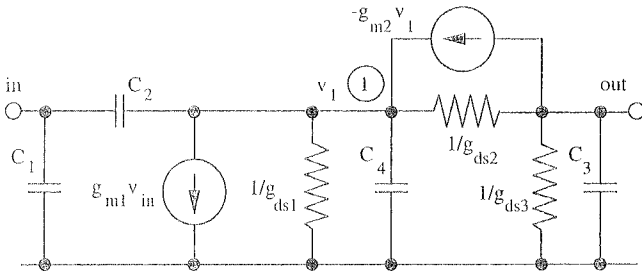 -g_m2 v_1
in
C_2
v_1
1
out
C_1
g_m1 v_in
1/g_ds1
C_4
1/g_ds2
1/g_ds3
C_3